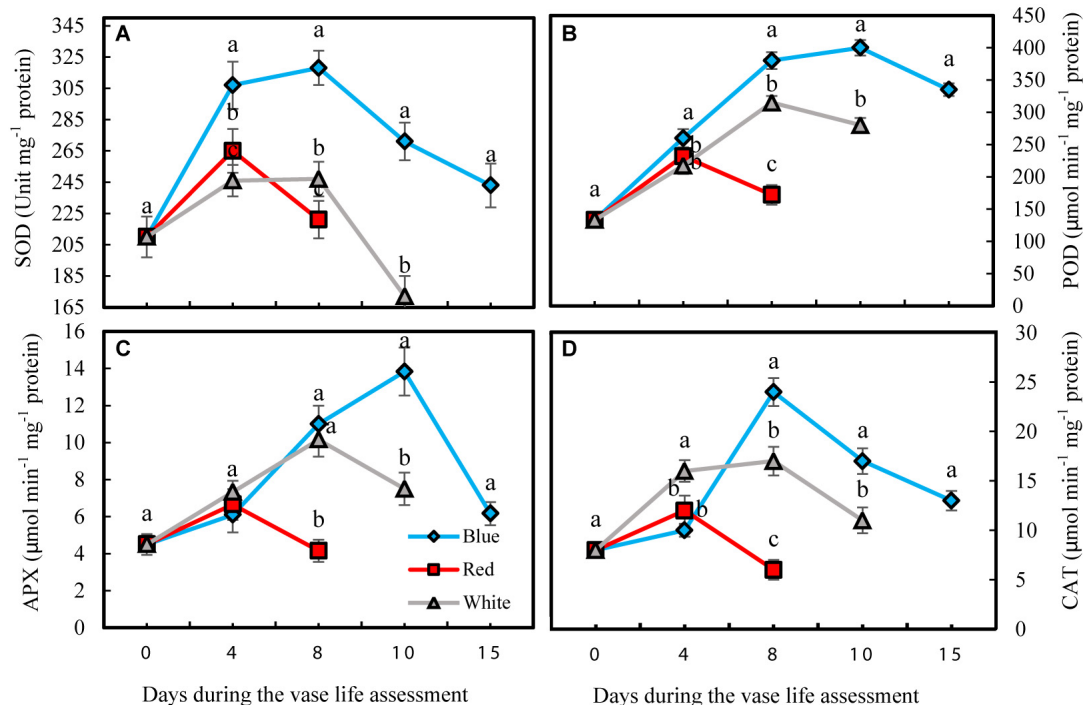 A
SOD (Unit mg-1 protein)
345
325
305
285
265
245
225
205
185
165
a
a
b
c
a
b
c
a
b
a
B
POD (µmol min-1 mg-1 protein)
450
400
350
300
250
200
150
100
50
0
a
a
b
b
a
b
c
a
b
a
C
APX (µmol min-1 mg-1 protein)
16
14
12
10
8
6
4
2
0
a
a
a
a
b
a
b
a
Blue
Red
White
0 4 8 10 15
Days during the vase life assessment
D
CAT (µmol min-1 mg-1 protein)
30
25
20
15
10
5
0
a
a
b
b
a
b
c
a
b
a
0 4 8 10 15
Days during the vase life assessment